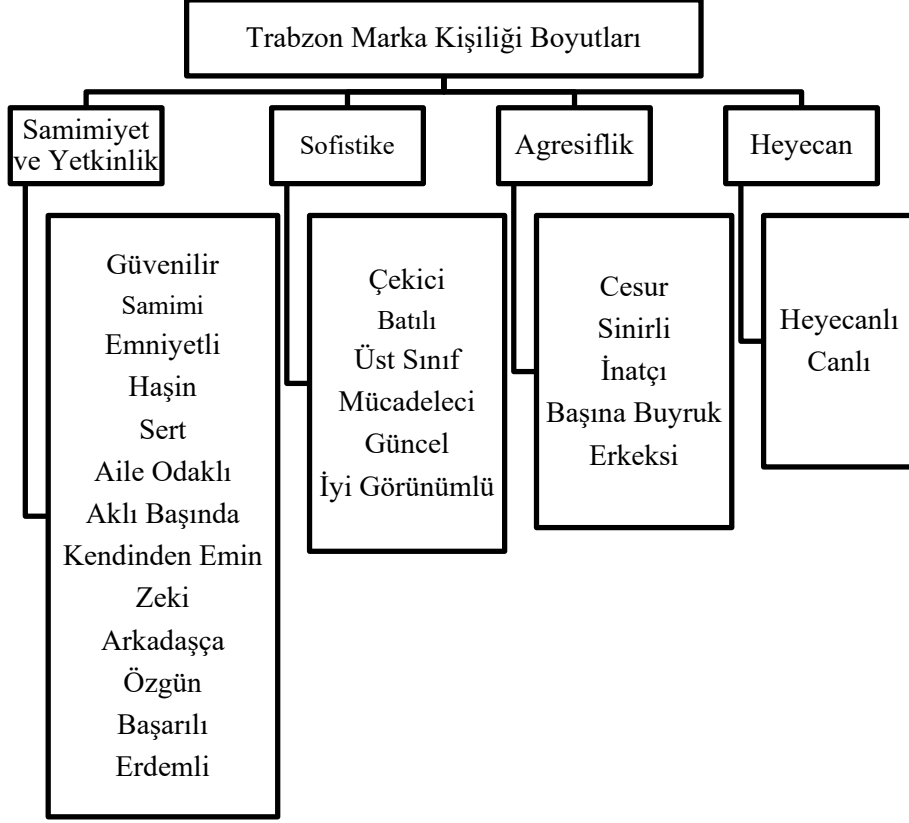 Trabzon Marka Kişiliği Boyutları
Samimiyet
ve Yetkinlik
Sofistike
Agresiflik
Heyecan
Güvenilir
Samimi
Emniyetli
Haşin
Sert
Aile Odaklı
Aklı Başında
Kendinden Emin
Zeki
Arkadaşça
Özgün
Başarılı
Erdemli
Çekici
Batılı
Üst Sınıf
Mücadeleci
Güncel
İyi Görünümlü
Cesur
Sinirli
İnatçı
Başına Buyruk
Erkeksi
Heyecanlı
Canlı